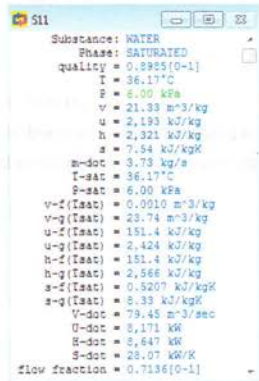 S11
Substance: WATER
Phase: SATURATED
quality = 0.8985[0-1]
T = 36.17°C
P = 6.00 kPa
v = 21.33 m^3/kg
u = 2,193 kJ/kg
h = 2,321 kJ/kg
s = 7.54 kJ/kgK
m-dot = 3.73 kg/s
T-sat = 36.17°C
P-sat = 6.00 kPa
v-f(Tsat) = 0.0010 m^3/kg
v-g(Tsat) = 23.74 m^3/kg
u-f(Tsat) = 151.4 kJ/kg
u-g(Tsat) = 2,424 kJ/kg
h-f(Tsat) = 151.4 kJ/kg
h-g(Tsat) = 2,566 kJ/kg
s-f(Tsat) = 0.5207 kJ/kgK
s-g(Tsat) = 8.33 kJ/kgK
V-dot = 79.45 m^3/sec
U-dot = 8,171 kW
H-dot = 8,647 kW
S-dot = 28.07 kW/K
flow fraction = 0.7136[0-1]